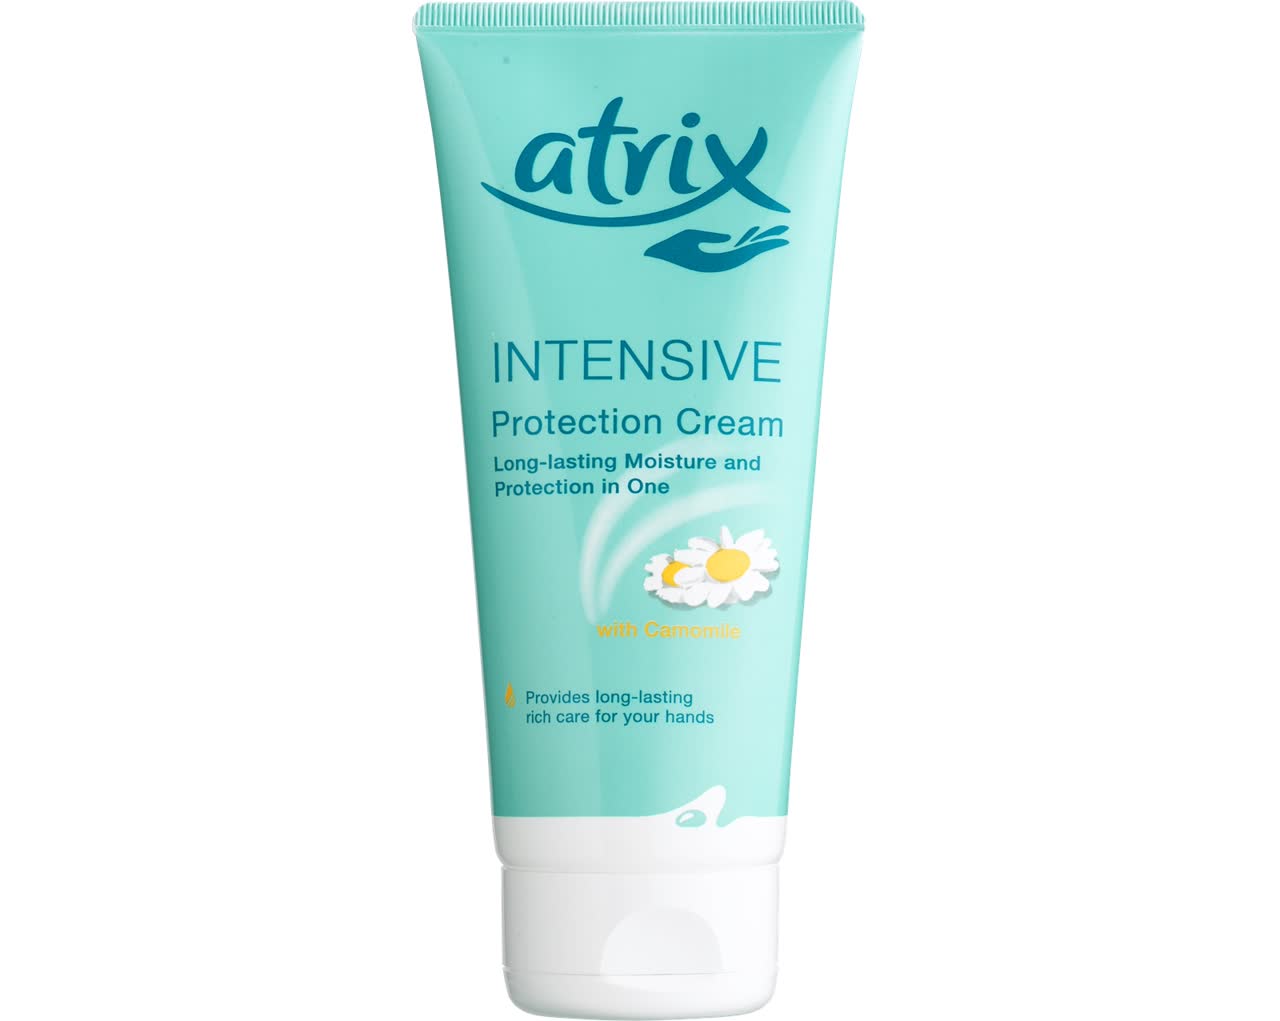 atrix
INTENSIVE
Protection Cream
Long-lasting Moisture and
Protection in One
with Camomile
Provides long-lasting
rich care for your hands